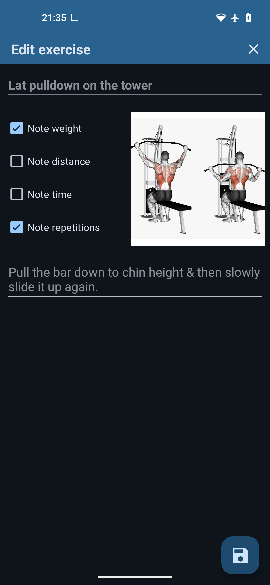 21:35
Edit exercise
Lat pulldown on the tower
Note weight
Note distance
Note time
Note repetitions
Pull the bar down to chin height & then slowly
slide it up again.